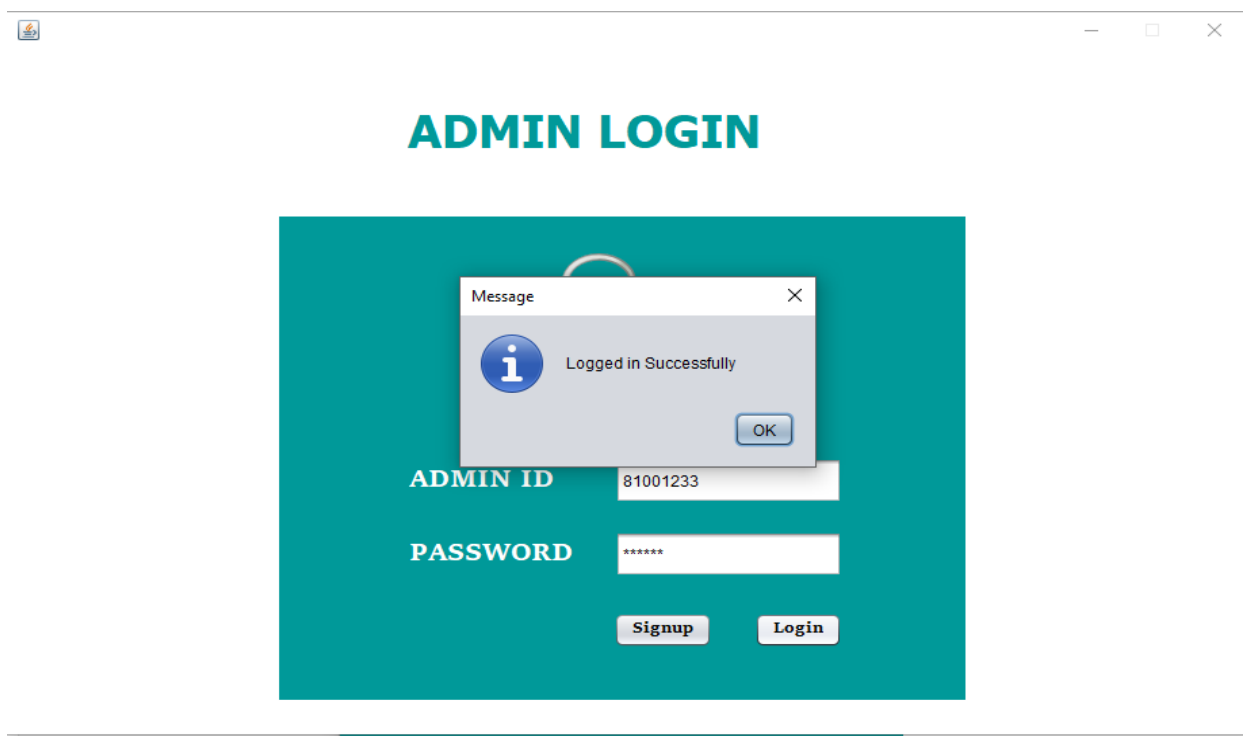 ADMIN LOGIN
Message
Logged in Successfully
OK
ADMIN ID 81001233
PASSWORD ******
Signup Login